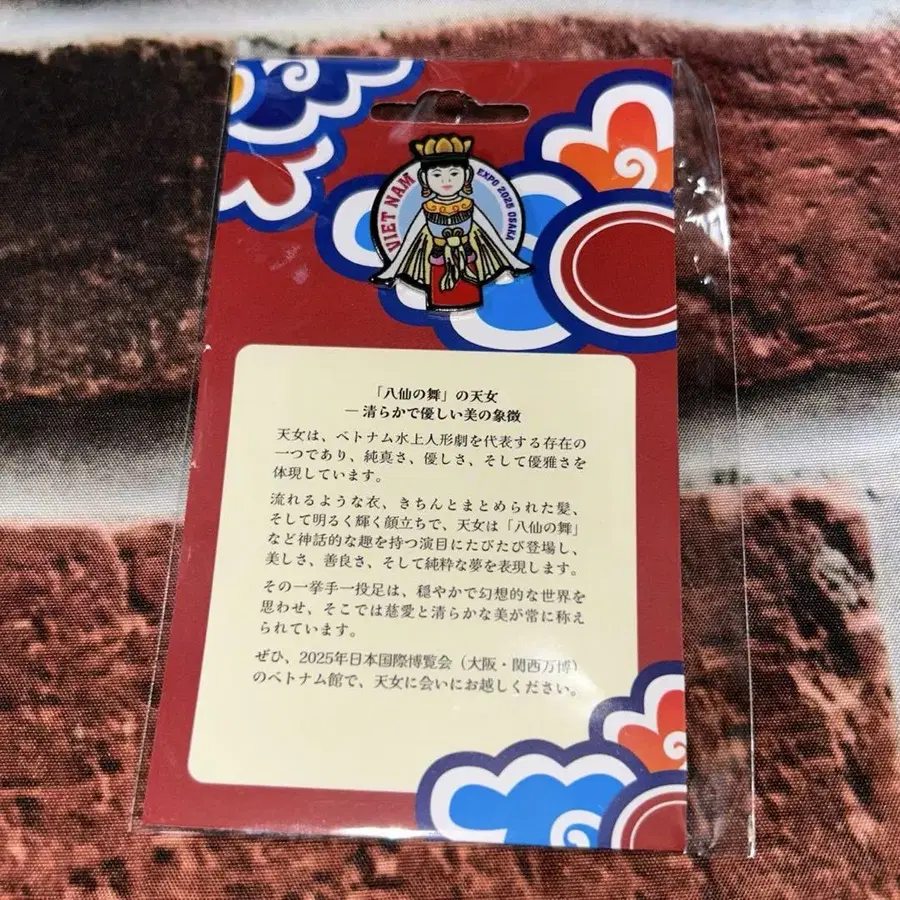 VIET NAM
EXPO 2025 OSAKA
「八仙の舞」の天女
― 清らかで優しい美の象徴
天女は、ベトナム水上人形劇を代表する存在の
一つであり、純真さ、優しさ、そして優雅さを
体現しています。
流れるような衣、きちんとまとめられた髪、
そして明るく輝く顔立ちで、天女は「八仙の舞」
など神話的な趣を持つ演目にたびたび登場し、
美しさ、善良さ、そして純粋な夢を表現します。
その一挙手一投足は、穏やかで幻想的な世界を
思わせ、そこでは慈愛と清らかな美が常に称え
られています。
ぜひ、2025年日本国際博覧会（大阪・関西万博）
のベトナム館で、天女に会いにお越しください。